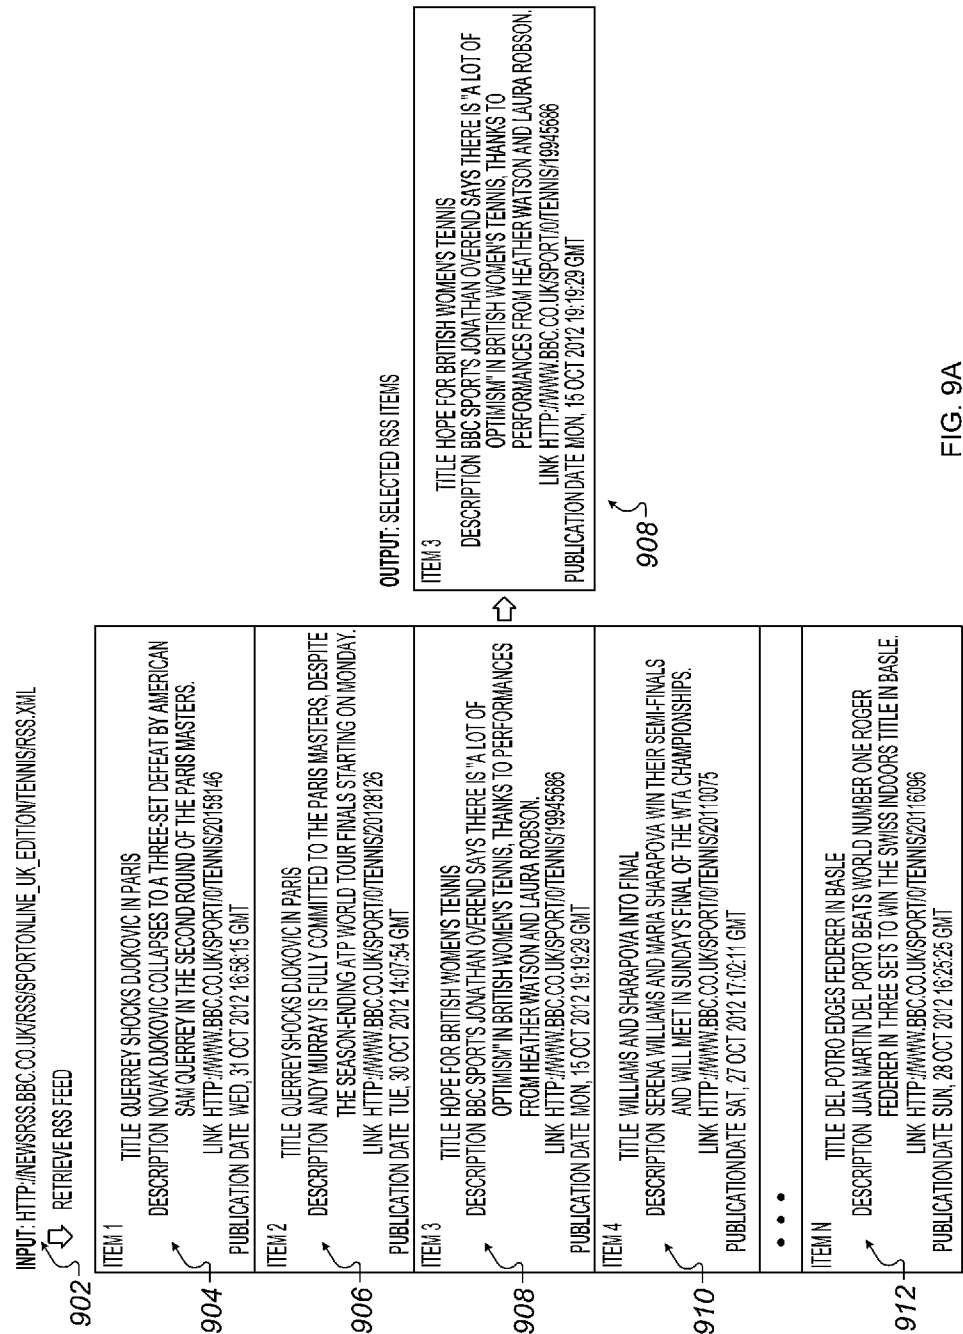 INPUT: HTTP://NEWSRSS.BBC.CO.UK/RSS/SPORTONLINE_UK_EDITION/TENNIS/RSS.XML
902
RETRIEVE RSS FEED
ITEM 1
TITLE QUERREY SHOCKS DJOKOVIC IN PARIS
DESCRIPTION NOVAK DJOKOVIC COLLAPSES TO A THREE-SET DEFEAT BY AMERICAN
SAM QUERREY IN THE SECOND ROUND OF THE PARIS MASTERS.
LINK HTTP://WWW.BBC.CO.UK/SPORT/0/TENNIS/20158146
PUBLICATION DATE WED, 31 OCT 2012 16:58:15 GMT
904
ITEM 2
TITLE QUERREY SHOCKS DJOKOVIC IN PARIS
DESCRIPTION ANDY MURRAY IS FULLY COMMITTED TO THE PARIS MASTERS, DESPITE
THE SEASON-ENDING ATP WORLD TOUR FINALS STARTING ON MONDAY.
LINK HTTP://WWW.BBC.CO.UK/SPORT/0/TENNIS/20128126
PUBLICATION DATE TUE, 30 OCT 2012 14:07:54 GMT
906
ITEM 3
TITLE HOPE FOR BRITISH WOMEN'S TENNIS
DESCRIPTION BBC SPORT'S JONATHAN OVEREND SAYS THERE IS "A LOT OF
OPTIMISM" IN BRITISH WOMEN'S TENNIS, THANKS TO PERFORMANCES
FROM HEATHER WATSON AND LAURA ROBSON.
LINK HTTP://WWW.BBC.CO.UK/SPORT/0/TENNIS/19945686
PUBLICATION DATE MON, 15 OCT 2012 19:19:29 GMT
908
ITEM 4
TITLE WILLIAMS AND SHARAPOVA INTO FINAL
DESCRIPTION SERENA WILLIAMS AND MARIA SHARAPOVA WIN THEIR SEMI-FINALS
AND WILL MEET IN SUNDAY'S FINAL OF THE WTA CHAMPIONSHIPS.
LINK HTTP://WWW.BBC.CO.UK/SPORT/0/TENNIS/20110075
PUBLICATION DATE SAT, 27 OCT 2012 17:02:11 GMT
910
• • •
ITEM N
TITLE DEL POTRO EDGES FEDERER IN BASLE
DESCRIPTION JUAN MARTIN DEL PORTO BEATS WORLD NUMBER ONE ROGER
FEDERER IN THREE SETS TO WIN THE SWISS INDOORS TITLE IN BASLE.
LINK HTTP://WWW.BBC.CO.UK/SPORT/0/TENNIS/20116096
PUBLICATION DATE SUN, 28 OCT 2012 16:25:25 GMT
912
OUTPUT: SELECTED RSS ITEMS
ITEM 3
TITLE HOPE FOR BRITISH WOMEN'S TENNIS
DESCRIPTION BBC SPORT'S JONATHAN OVEREND SAYS THERE IS "A LOT OF
OPTIMISM" IN BRITISH WOMEN'S TENNIS, THANKS TO
PERFORMANCES FROM HEATHER WATSON AND LAURA ROBSON.
LINK HTTP://WWW.BBC.CO.UK/SPORT/0/TENNIS/19945686
PUBLICATION DATE MON, 15 OCT 2012 19:19:29 GMT
908
FIG. 9A